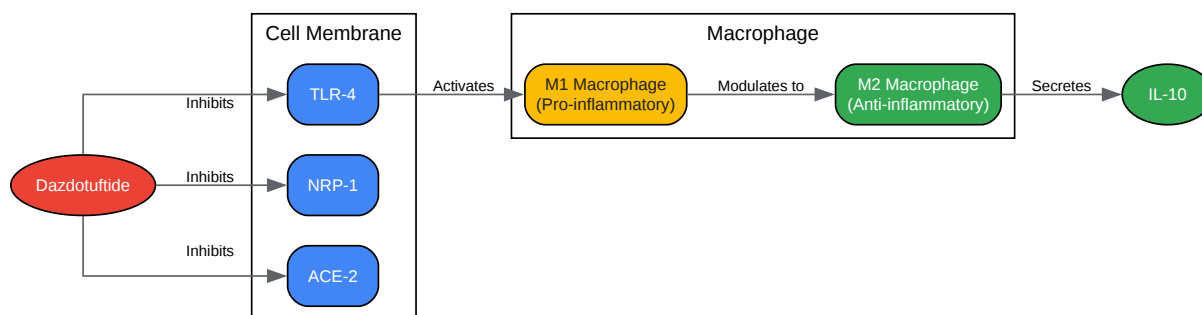 Cell Membrane
Macrophage
TLR-4
Activates
M1 Macrophage
(Pro-inflammatory)
Modulates to
M2 Macrophage
(Anti-inflammatory)
Secretes
IL-10
Inhibits
Dazdotuftide
Inhibits
NRP-1
Inhibits
ACE-2